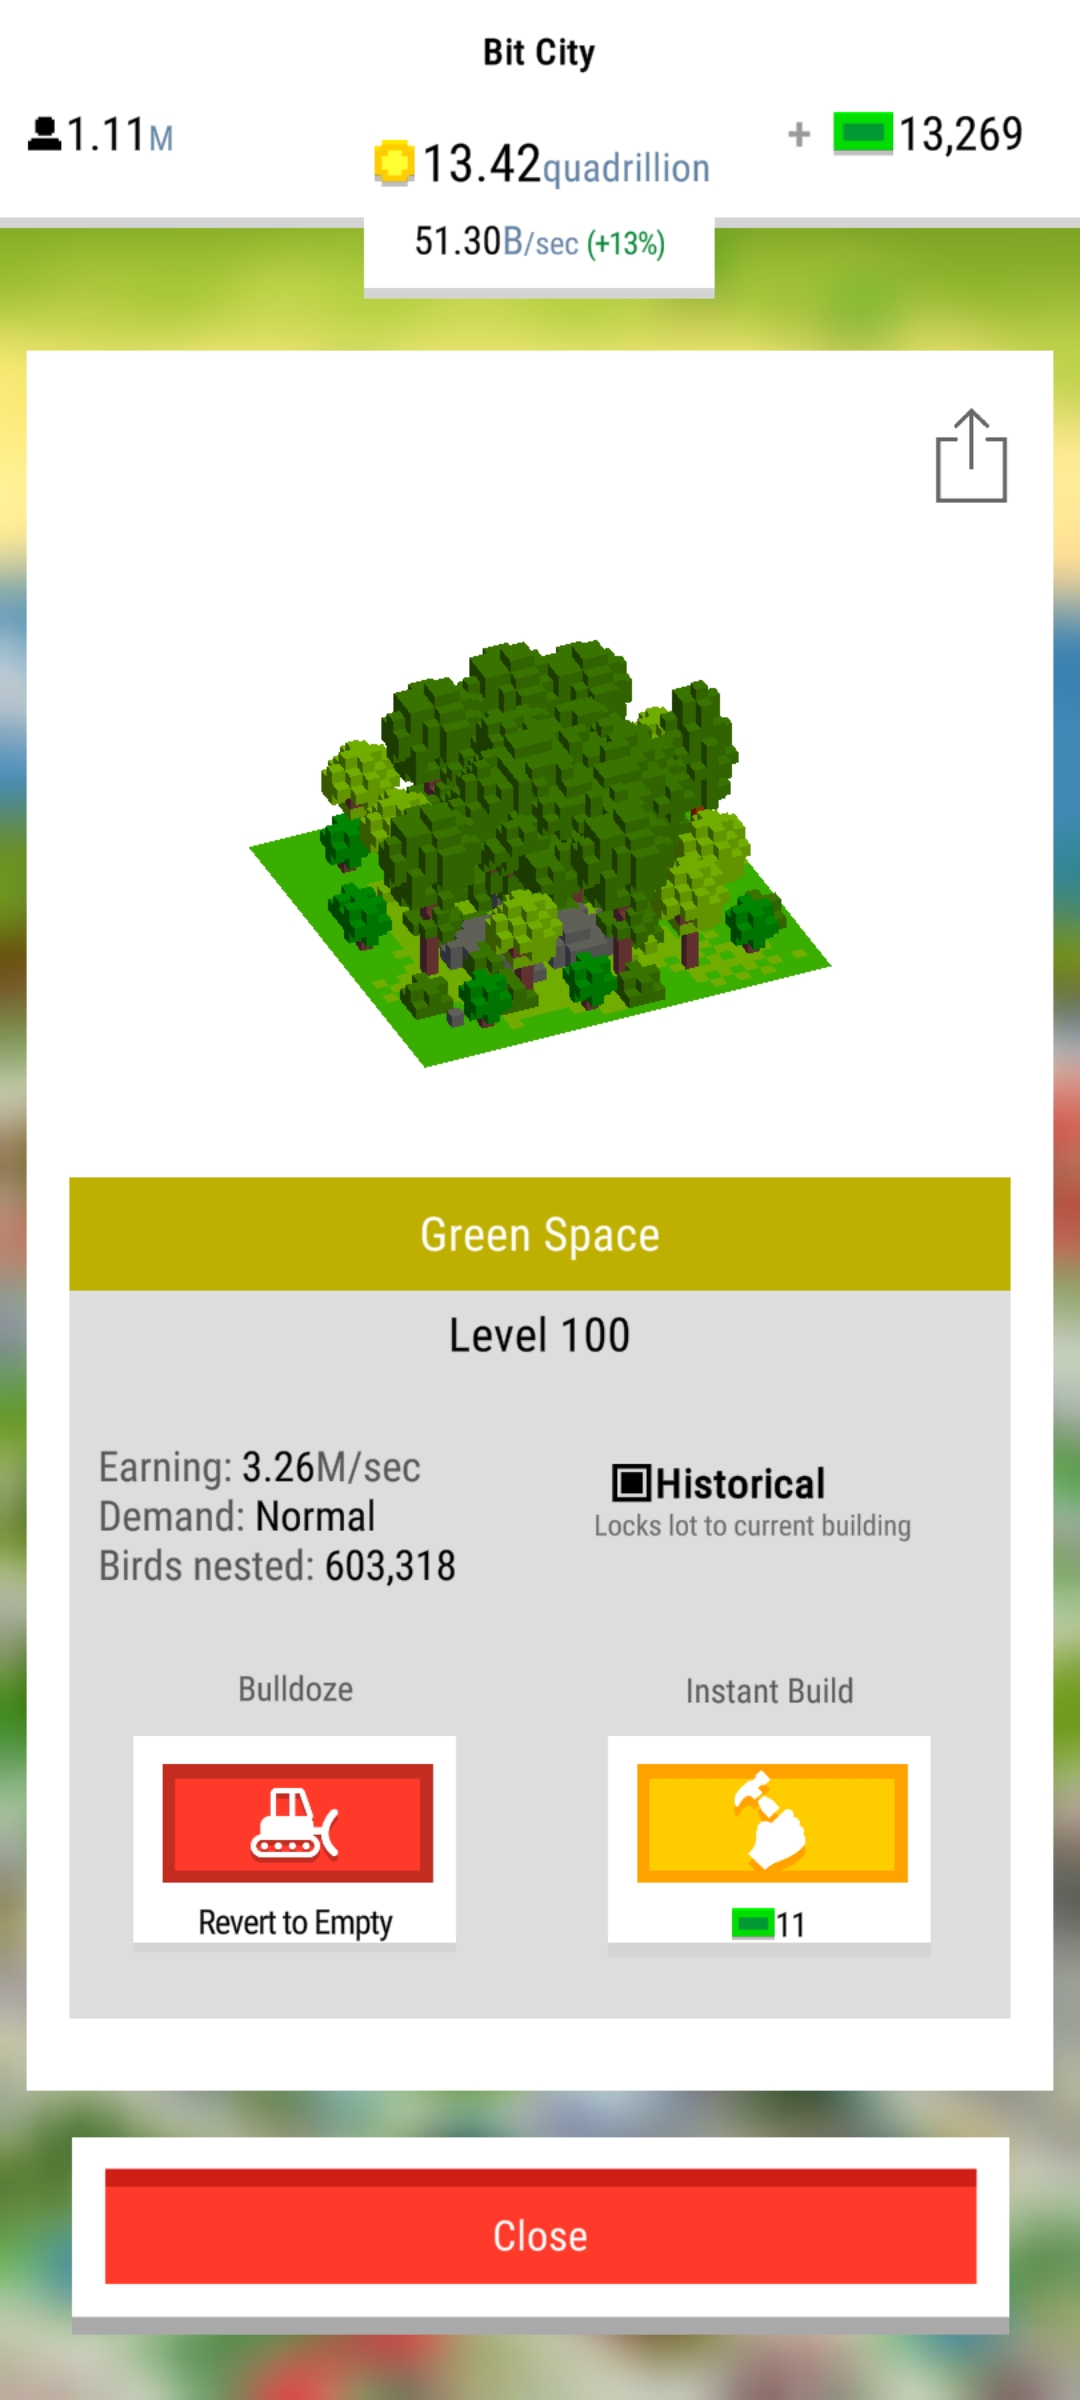 Bit City
1.11M
13.42quadrillion
+ 13,269
51.30B/sec (+13%)
Green Space
Level 100
Earning: 3.26M/sec
Demand: Normal
Birds nested: 603,318
Historical
Locks lot to current building
Bulldoze
Revert to Empty
Instant Build
11
Close